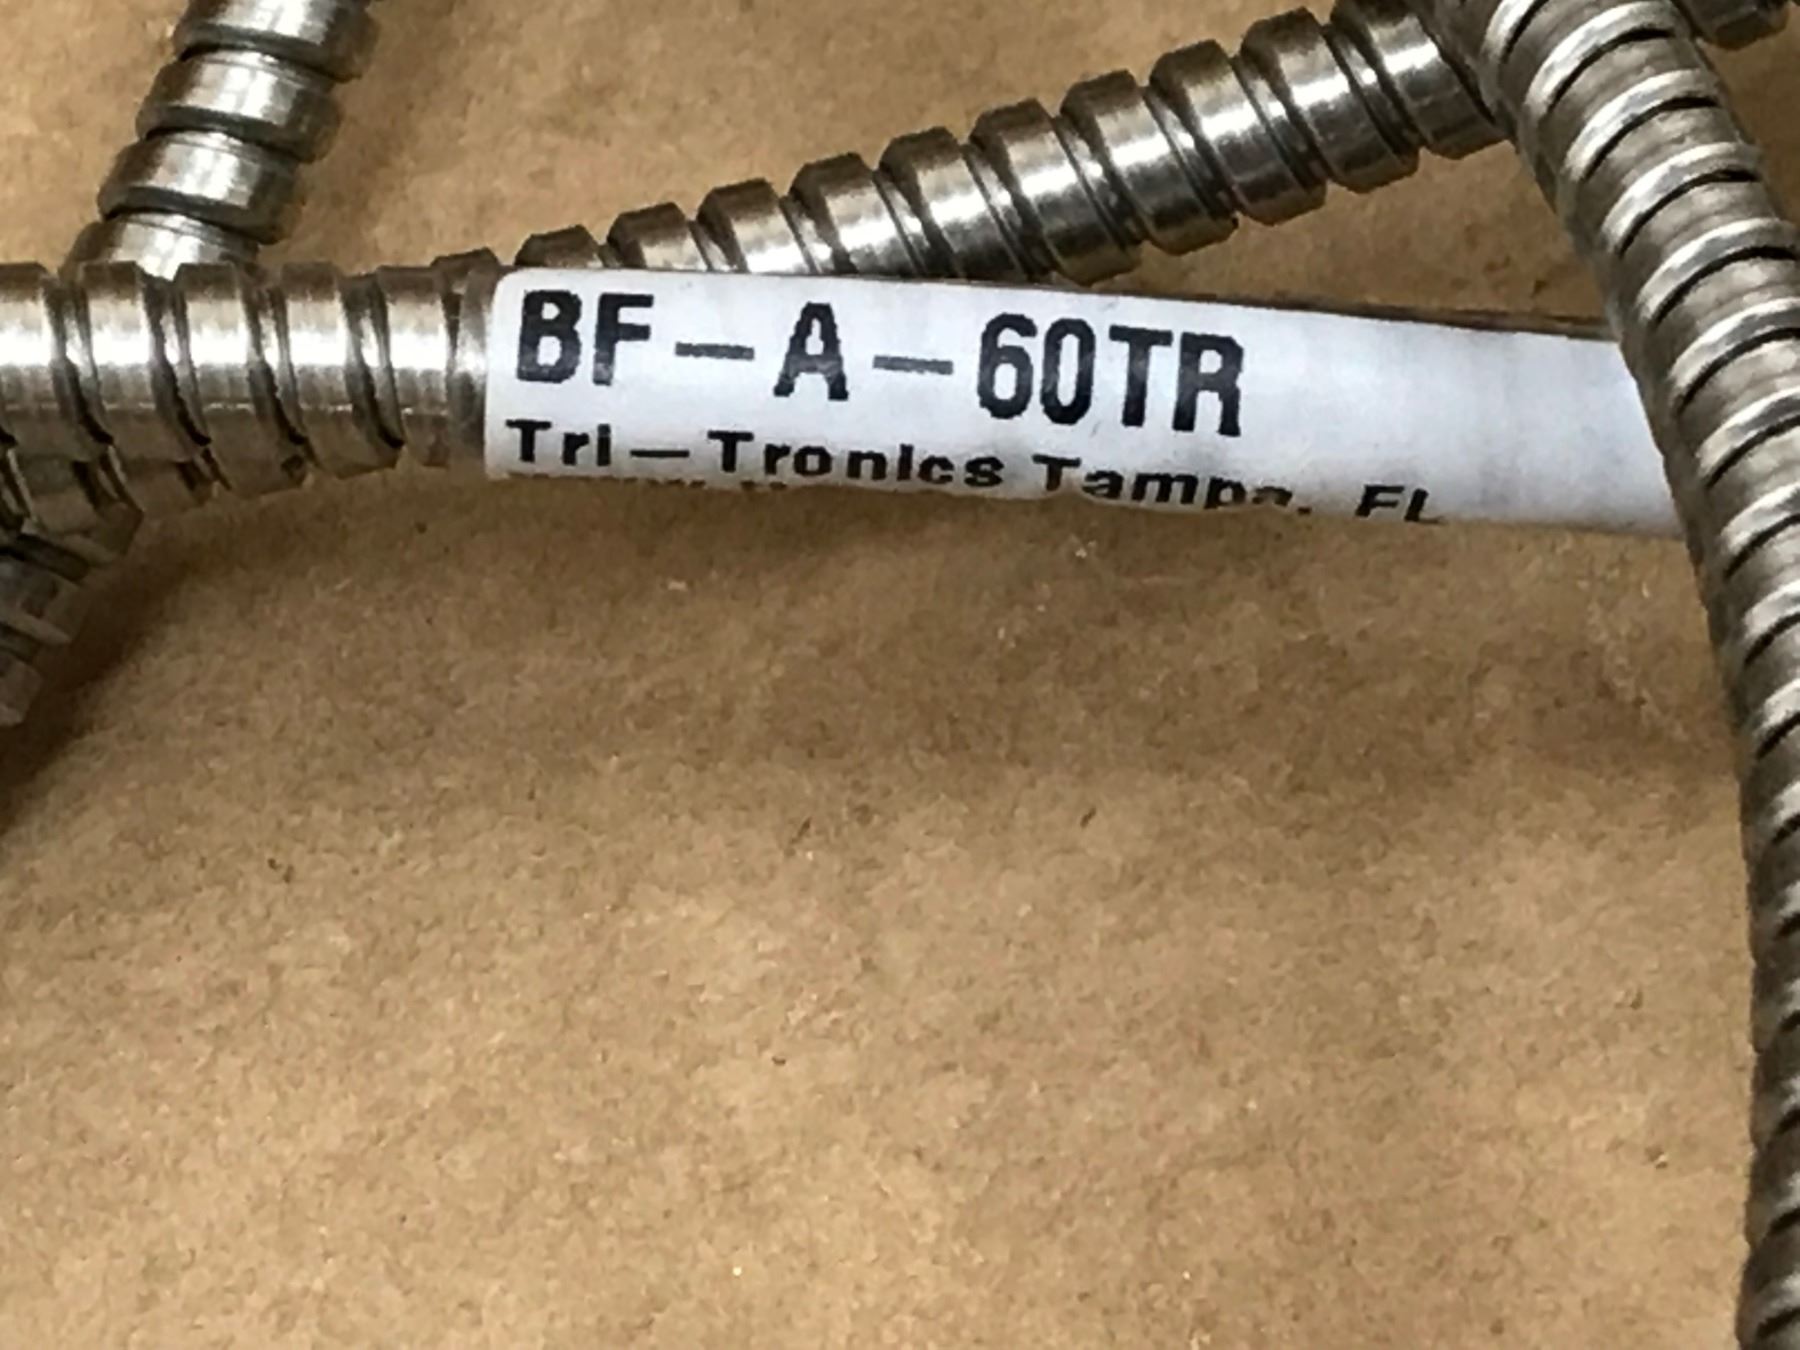 BF-A-60TR
Tri-Tronics Tampa, FL